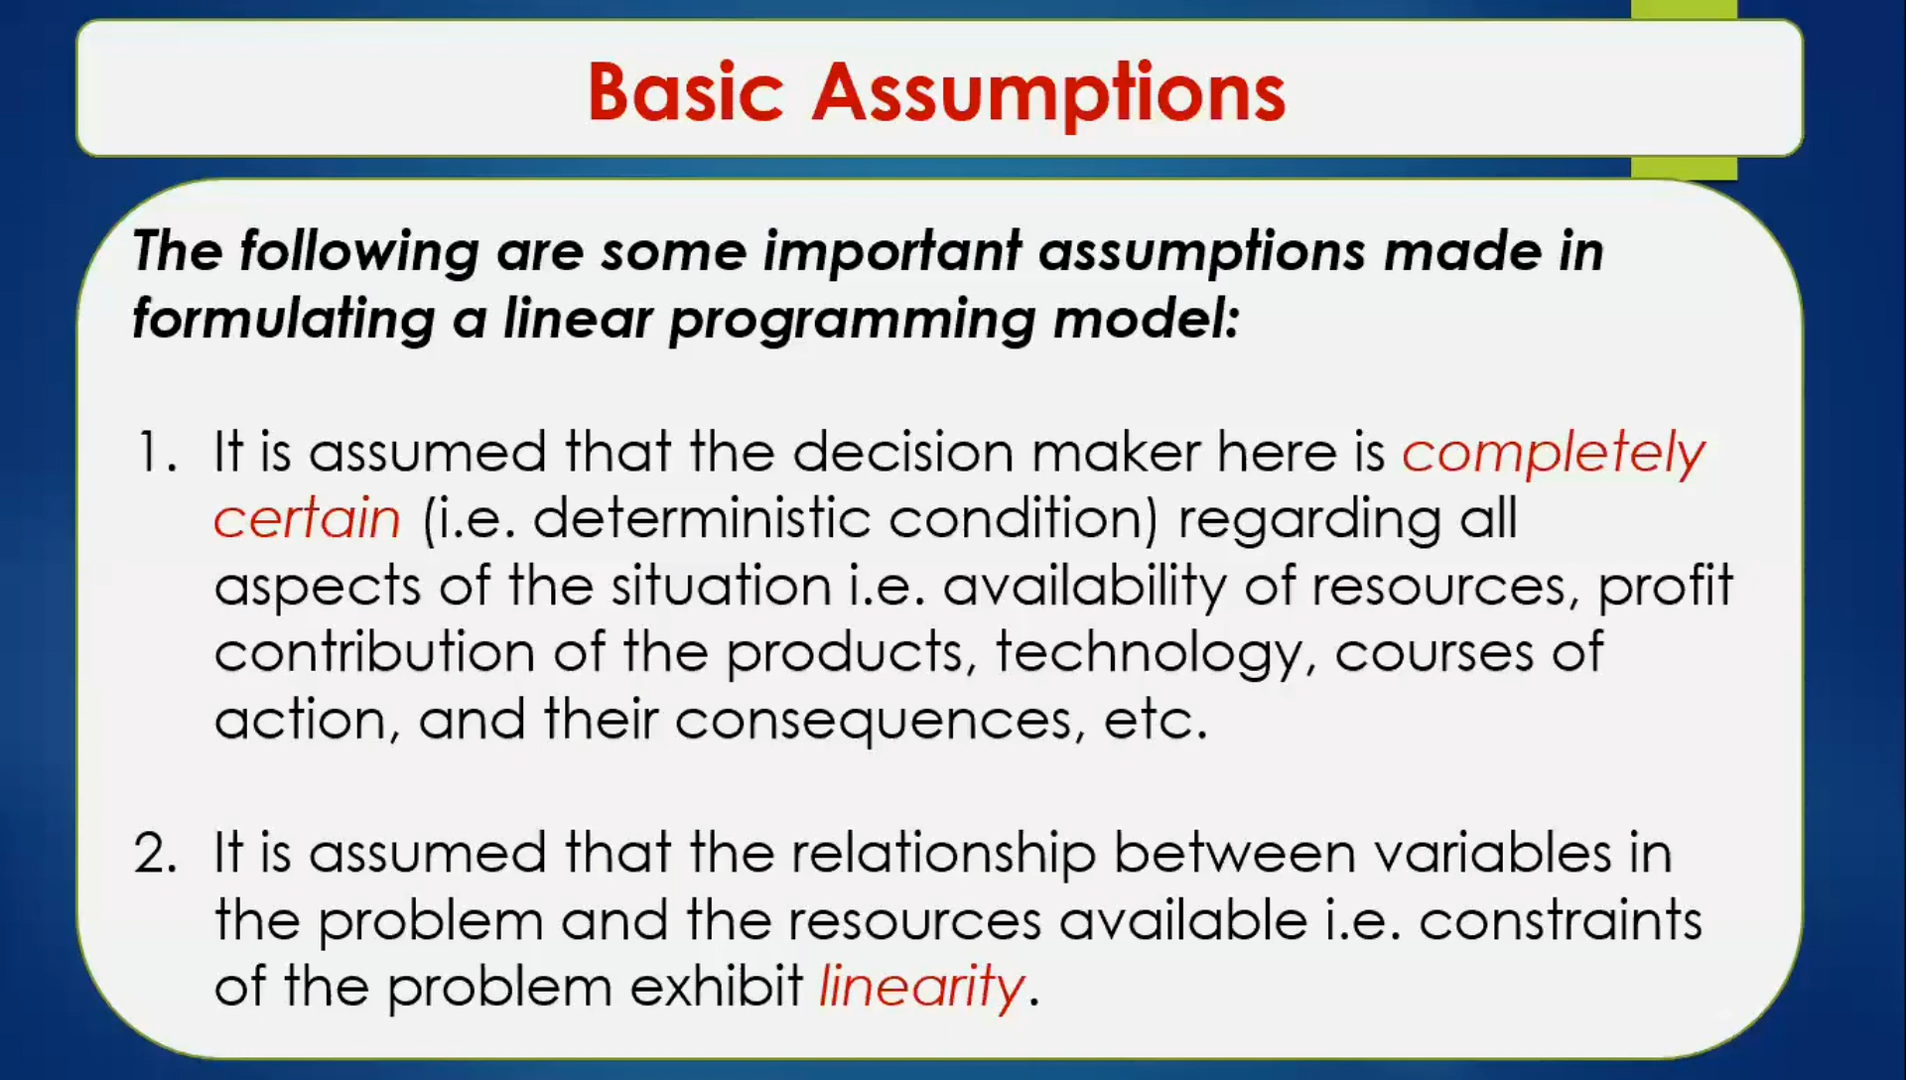 Basic Assumptions
The following are some important assumptions made in
formulating a linear programming model:
1. It is assumed that the decision maker here is completely
certain (i.e. deterministic condition) regarding all
aspects of the situation i.e. availability of resources, profit
contribution of the products, technology, courses of
action, and their consequences, etc.
2. It is assumed that the relationship between variables in
the problem and the resources available i.e. constraints
of the problem exhibit linearity.